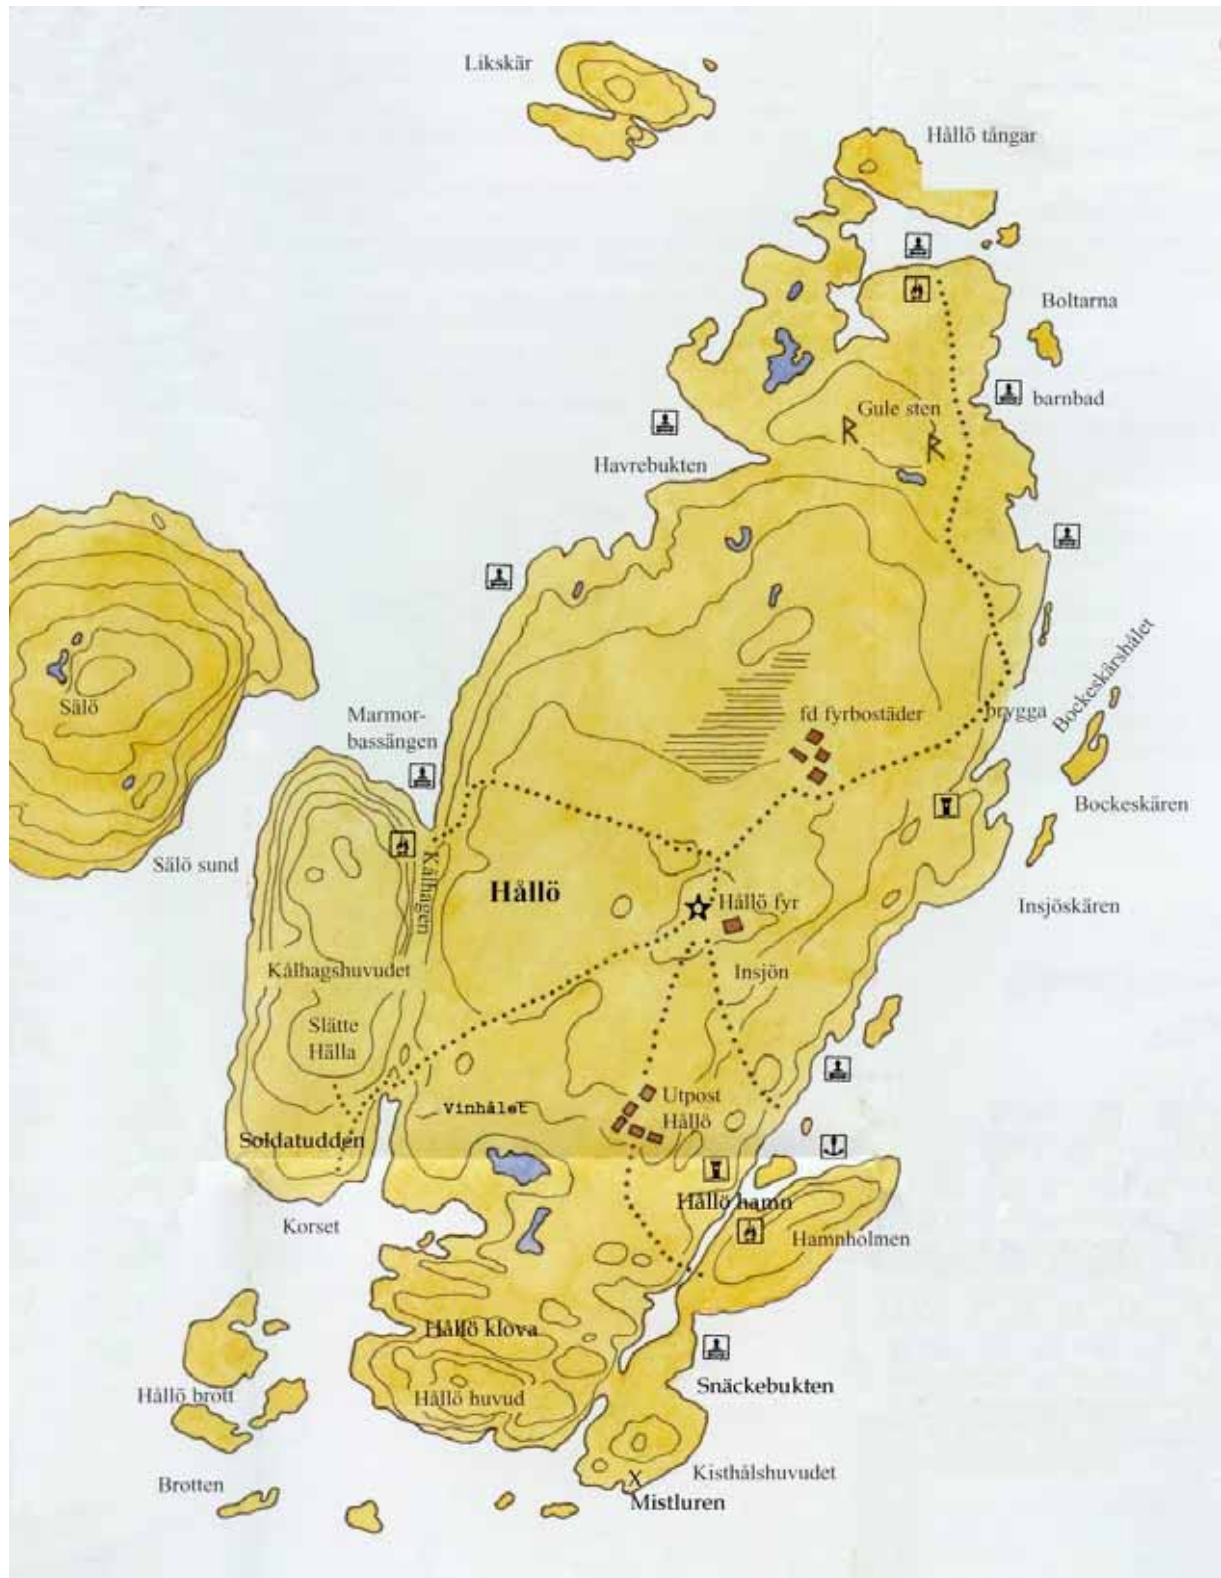 Likskär
Hållö tångar
Boltarna
barnbad
Gule sten
Havrebukten
Bockeskärshålet
Sälö
Marmor-
bassängen
fd fyrbostäder
brygga
Bockeskären
Sälö sund
Kålhagen
Hållö
Hållö fyr
Insjöskären
Kålhagshuvudet
Insjön
Slätte
Hälla
Vinhålet
Utpost
Hållö
Soldatudden
Hållö hamn
Korset
Hamnholmen
Hållö klova
Hållö brott
Hållö huvud
Snäckebukten
Brotten
Kisthålshuvudet
X
Mistluren